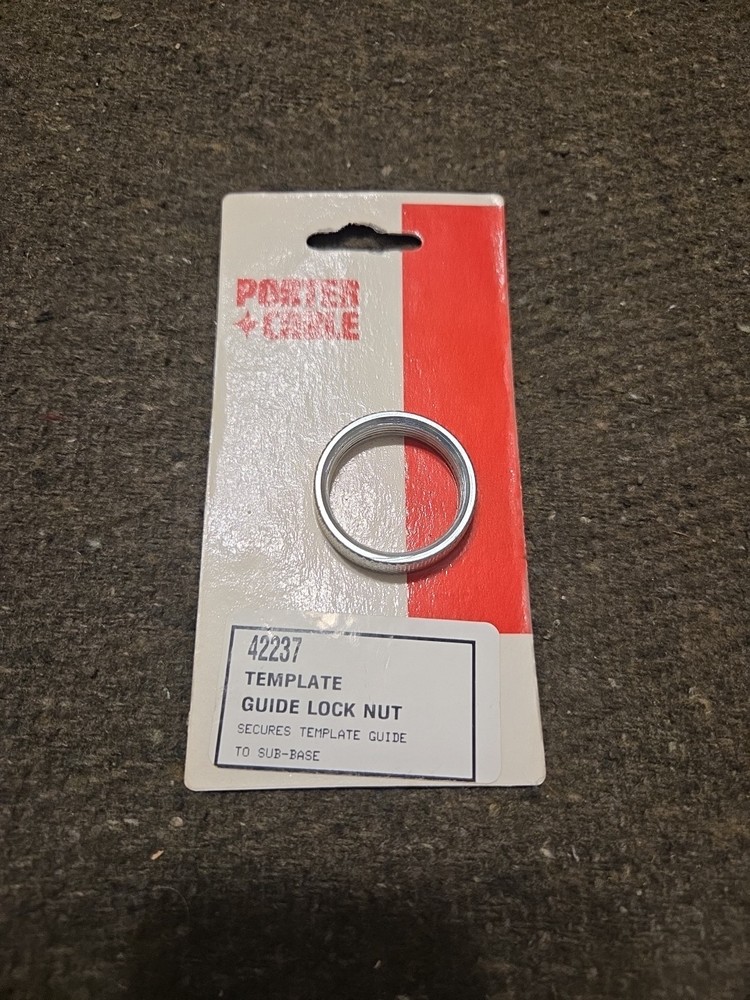 PORTER
+CABLE
42237
TEMPLATE
GUIDE LOCK NUT
SECURES TEMPLATE GUIDE
TO SUB-BASE